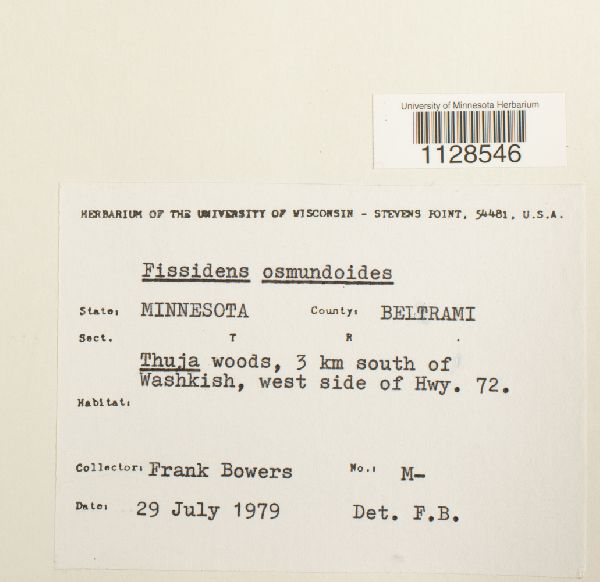 University of Minnesota Herbarium
1128546
HERBARIUM OF THE UNIVERSITY OF WISCONSIN - STEVENS POINT, 54481, U.S.A.
Fissidens osmundoides
State: MINNESOTA County: BELTRAMI
Sect. T R .
Thuja woods, 3 km south of
Washkish, west side of Hwy. 72.
Habitat:
Collector: Frank Bowers No.: M-
Date: 29 July 1979 Det. F.B.